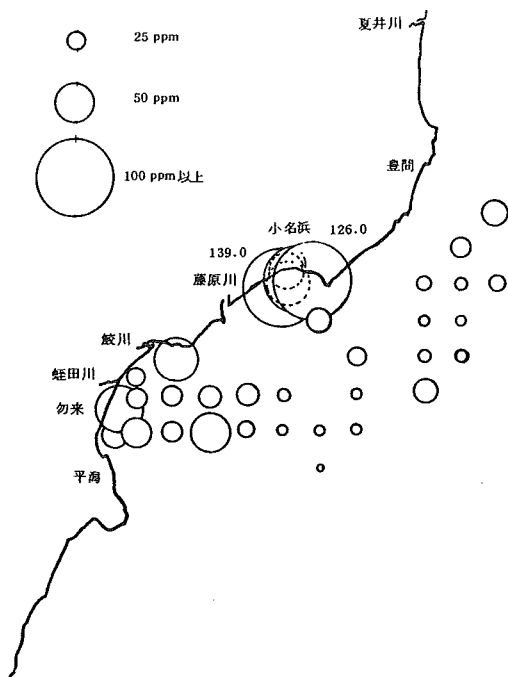 25 ppm
50 ppm
100 ppm以上
夏井川
豊間
小名浜
126.0
139.0
藤原川
鮫川
蛭田川
勿来
平潟